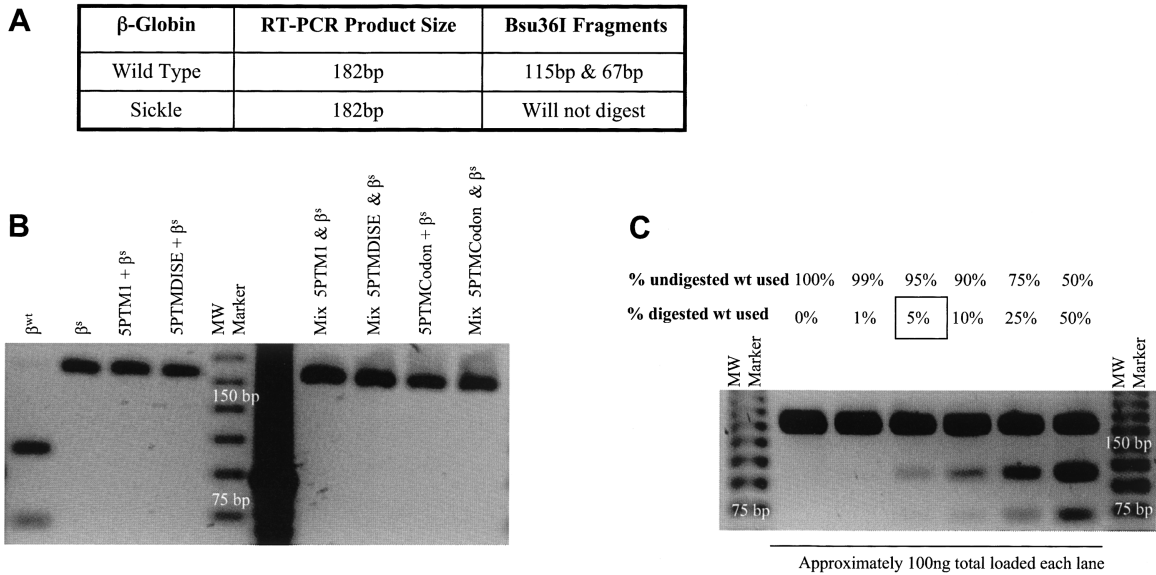 A
β-Globin RT-PCR Product Size Bsu36I Fragments
Wild Type 182bp 115bp & 67bp
Sickle 182bp Will not digest
B
βwt
βs
5PTM1 + βs
5PTMDISE + βs
MW
Marker
Mix 5PTM1 & βs
Mix 5PTMDISE & βs
5PTMCodon + βs
Mix 5PTMCodon & βs
150 bp
75 bp
C
% undigested wt used 100% 99% 95% 90% 75% 50%
% digested wt used 0% 1% 5% 10% 25% 50%
MW
Marker
MW
Marker
150 bp
75 bp
75 bp
Approximately 100ng total loaded each lane